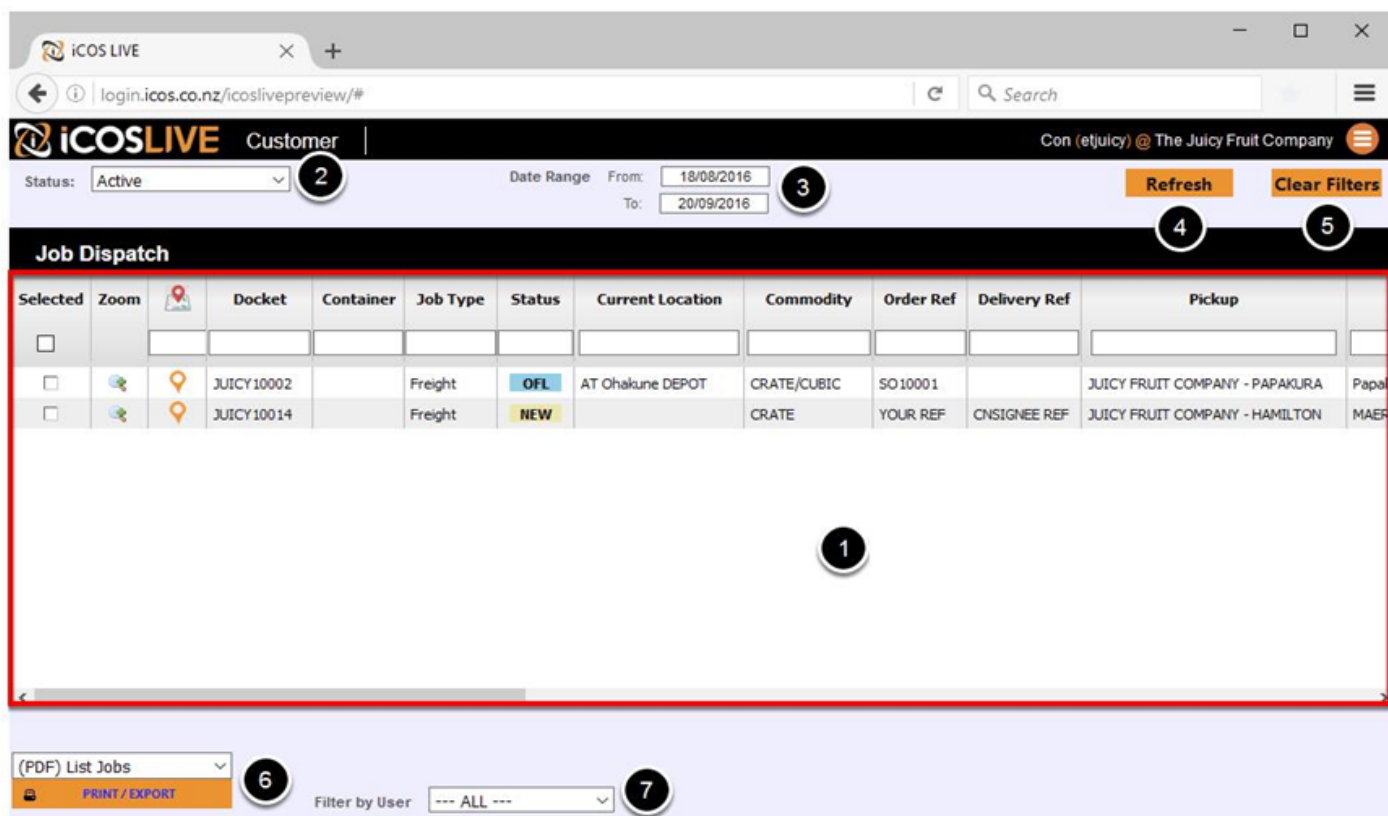 iCOS LIVE
login.icos.co.nz/icoslivepreview/#
Search
iCOSLIVE Customer
Con (etjuicy) @ The Juicy Fruit Company
Status: Active 2 Date Range From: 18/08/2016 3 Refresh Clear Filters
To: 20/09/2016
4 5
Job Dispatch
Selected Zoom Docket Container Job Type Status Current Location Commodity Order Ref Delivery Ref Pickup
JUICY10002 Freight OFL AT Ohakune DEPOT CRATE/CUBIC SO10001 JUICY FRUIT COMPANY - PAPAKURA Papak
JUICY10014 Freight NEW CRATE YOUR REF CNSIGNEE REF JUICY FRUIT COMPANY - HAMILTON MAER
1
(PDF) List Jobs
PRINT / EXPORT 6 Filter by User --- ALL --- 7